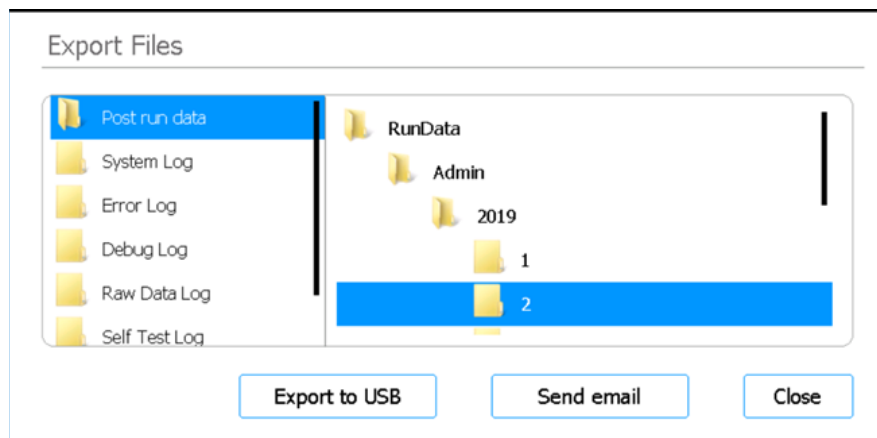 Export Files
Post run data
System Log
Error Log
Debug Log
Raw Data Log
Self Test Log
RunData
Admin
2019
1
2
Export to USB
Send email
Close